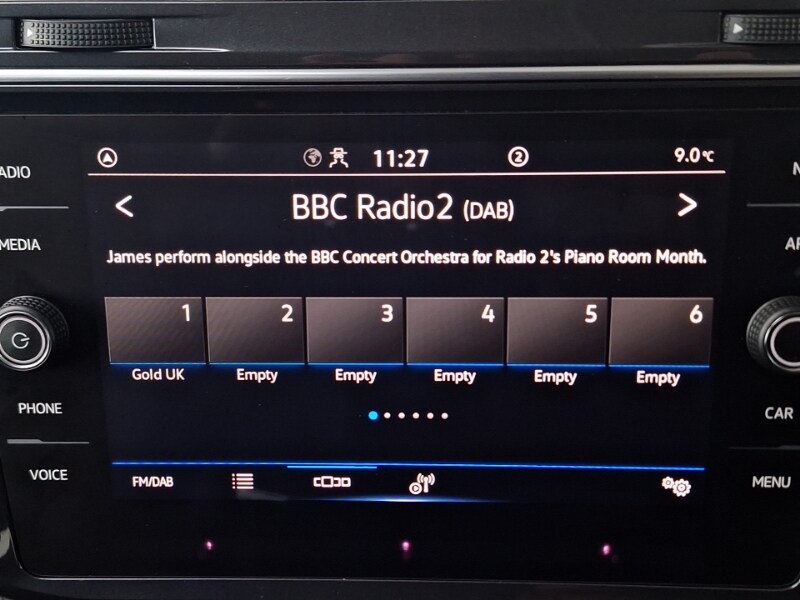 11:27 2 9.0°C
RADIO
< BBC Radio2 (DAB) >
MEDIA
James perform alongside the BBC Concert Orchestra for Radio 2's Piano Room Month.
1 2 3 4 5 6
Gold UK Empty Empty Empty Empty Empty
PHONE CAR
VOICE FM/DAB MENU